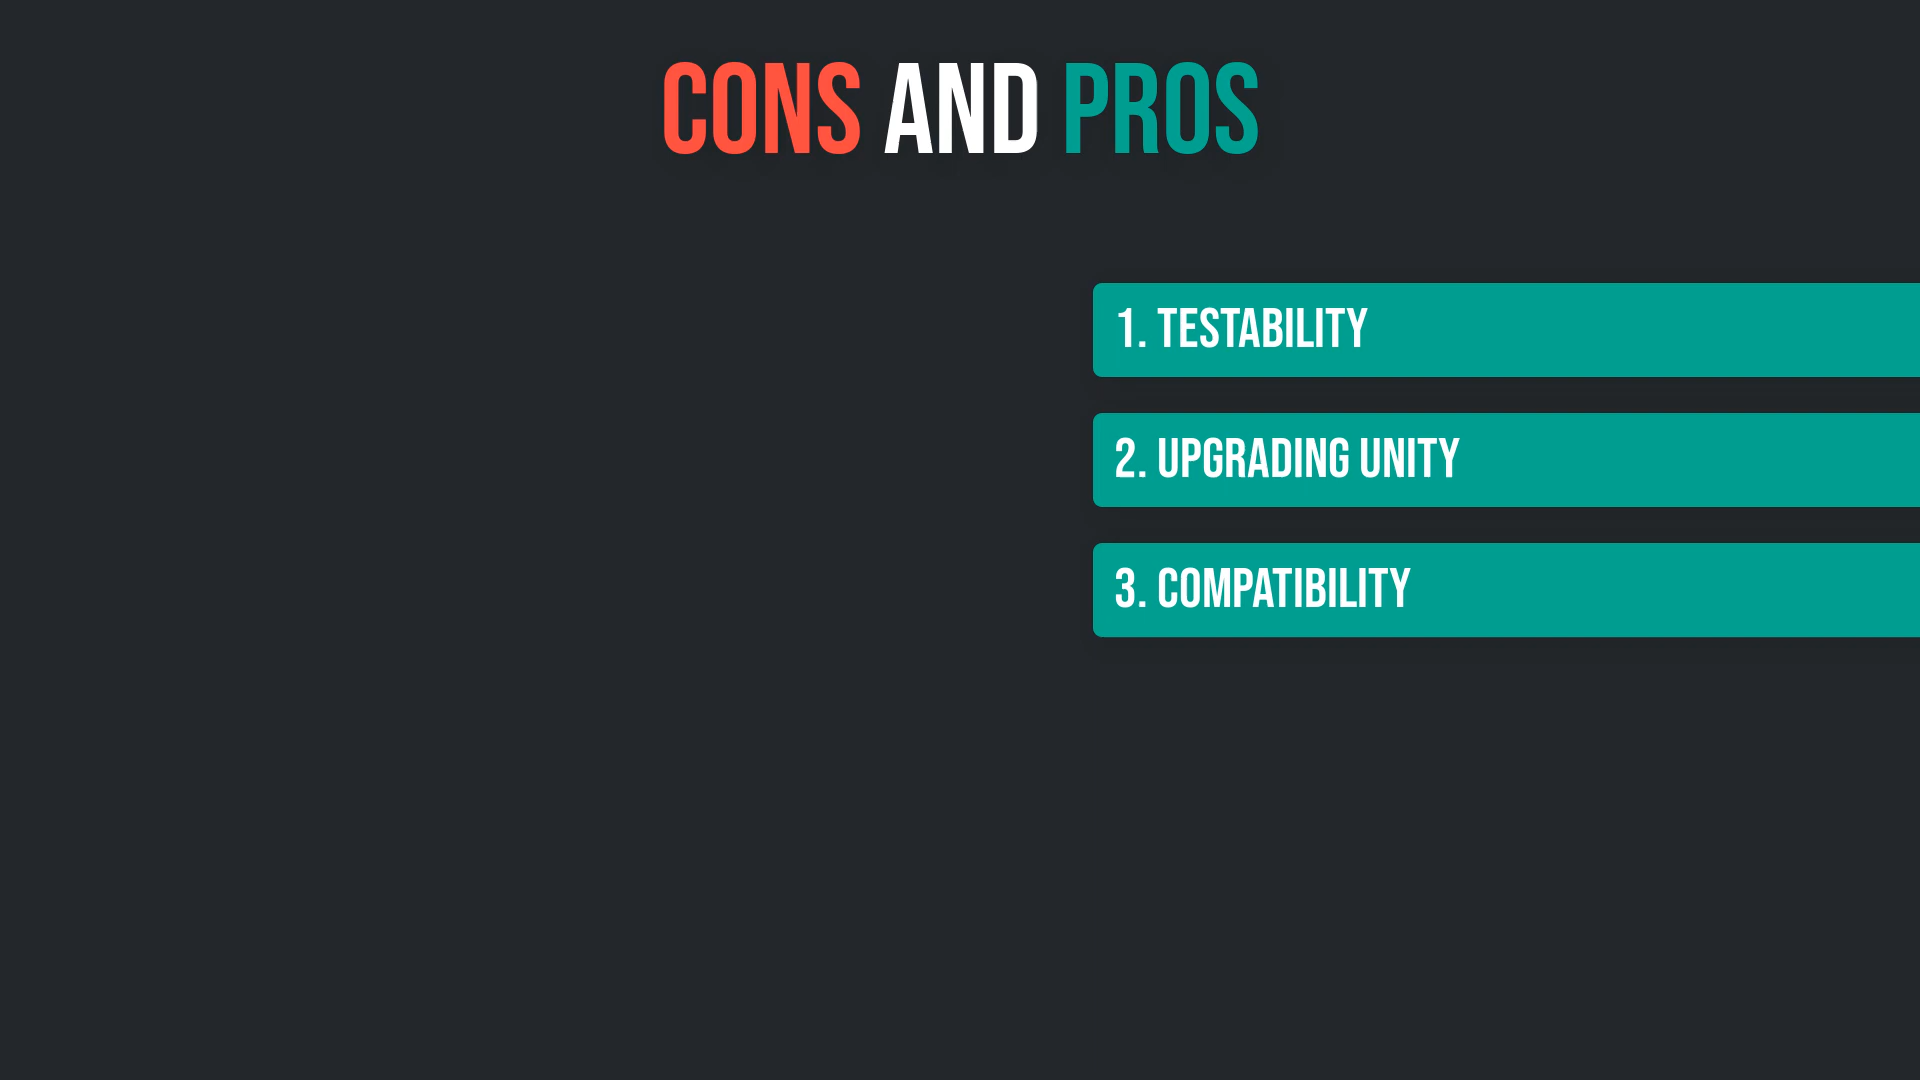 CONS AND PROS
1. TESTABILITY
2. UPGRADING UNITY
3. COMPATIBILITY